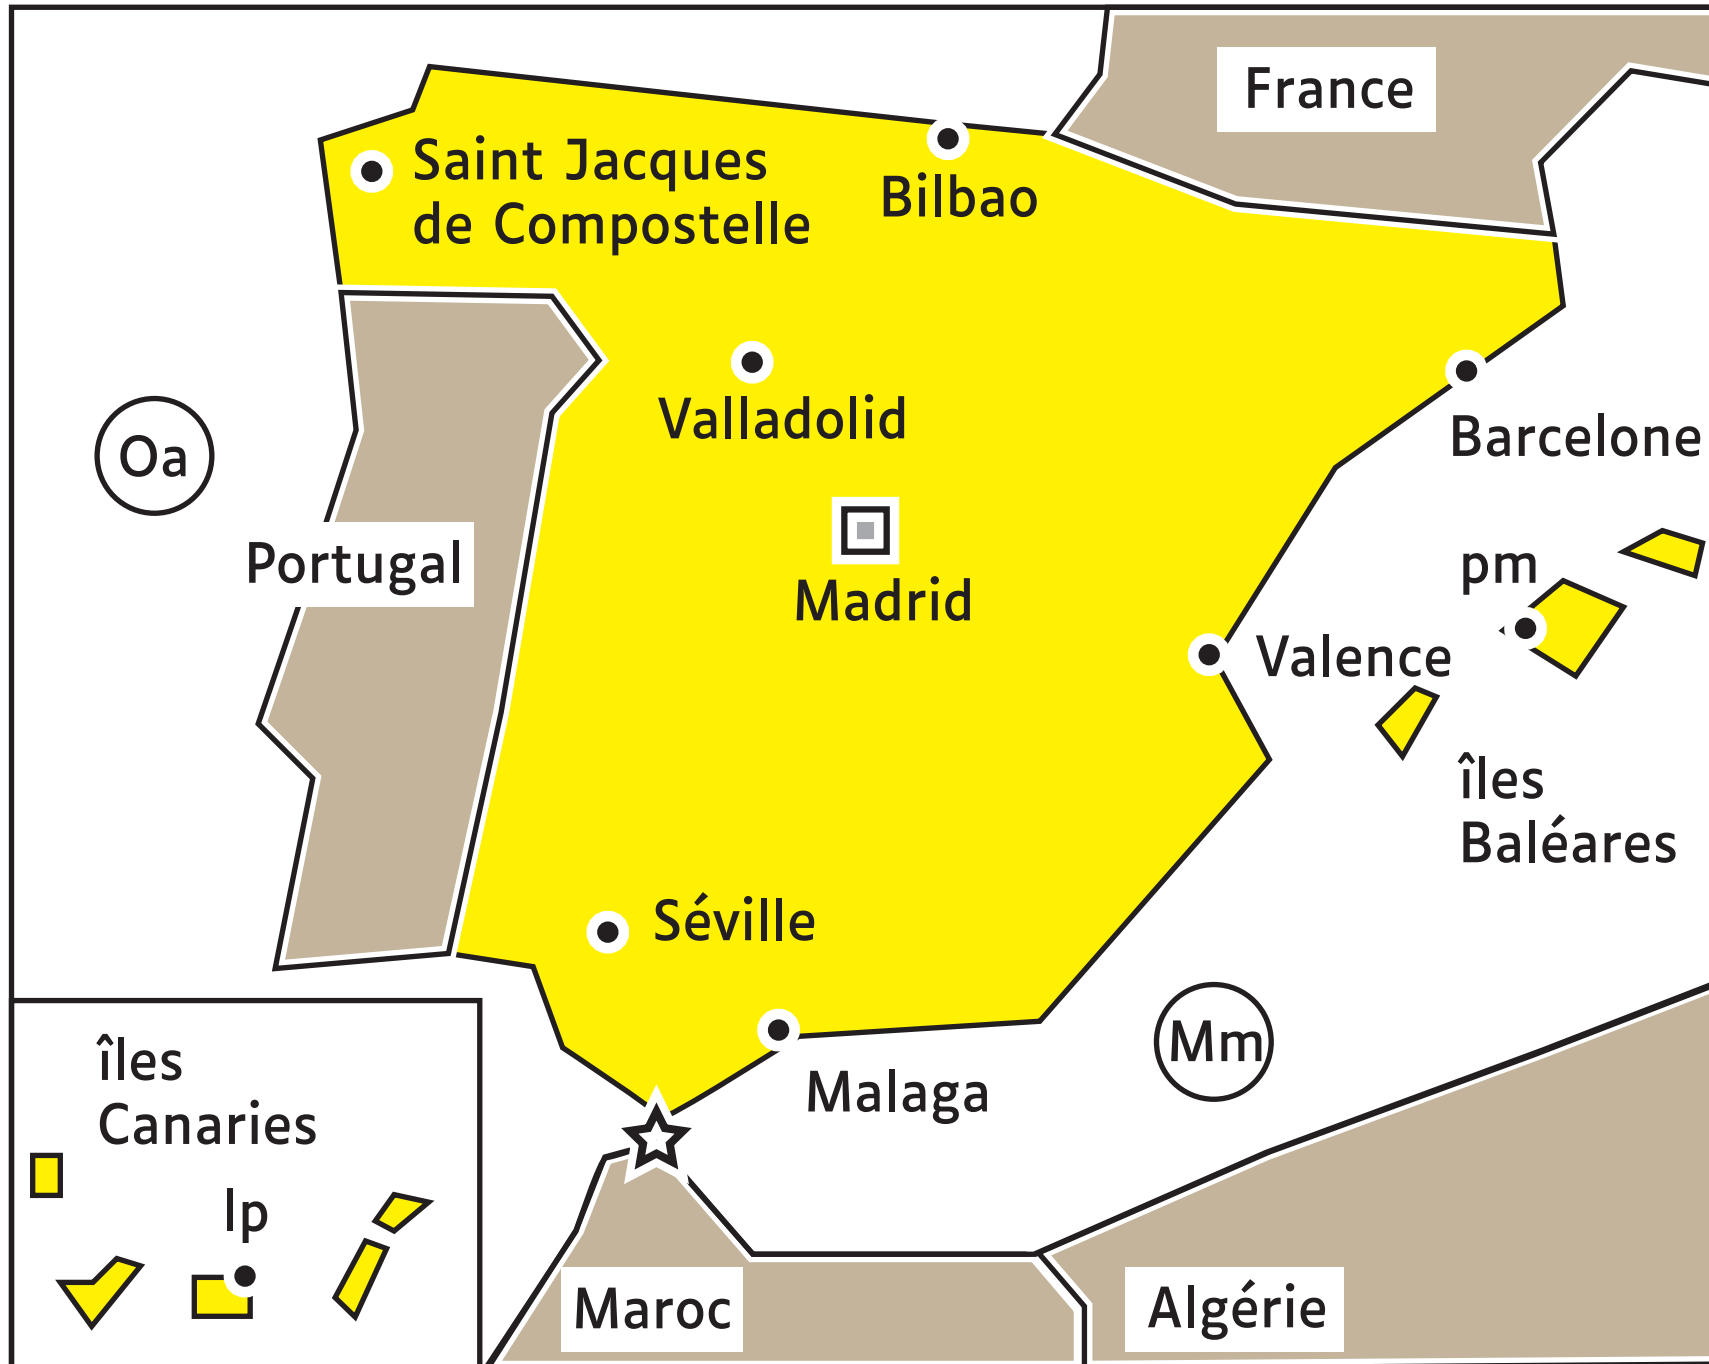 France
Saint Jacques
de Compostelle
Bilbao
Valladolid
Barcelone
Oa
Portugal
Madrid
pm
Valence
îles
Baléares
Séville
Mm
Malaga
îles
Canaries
lp
Maroc
Algérie